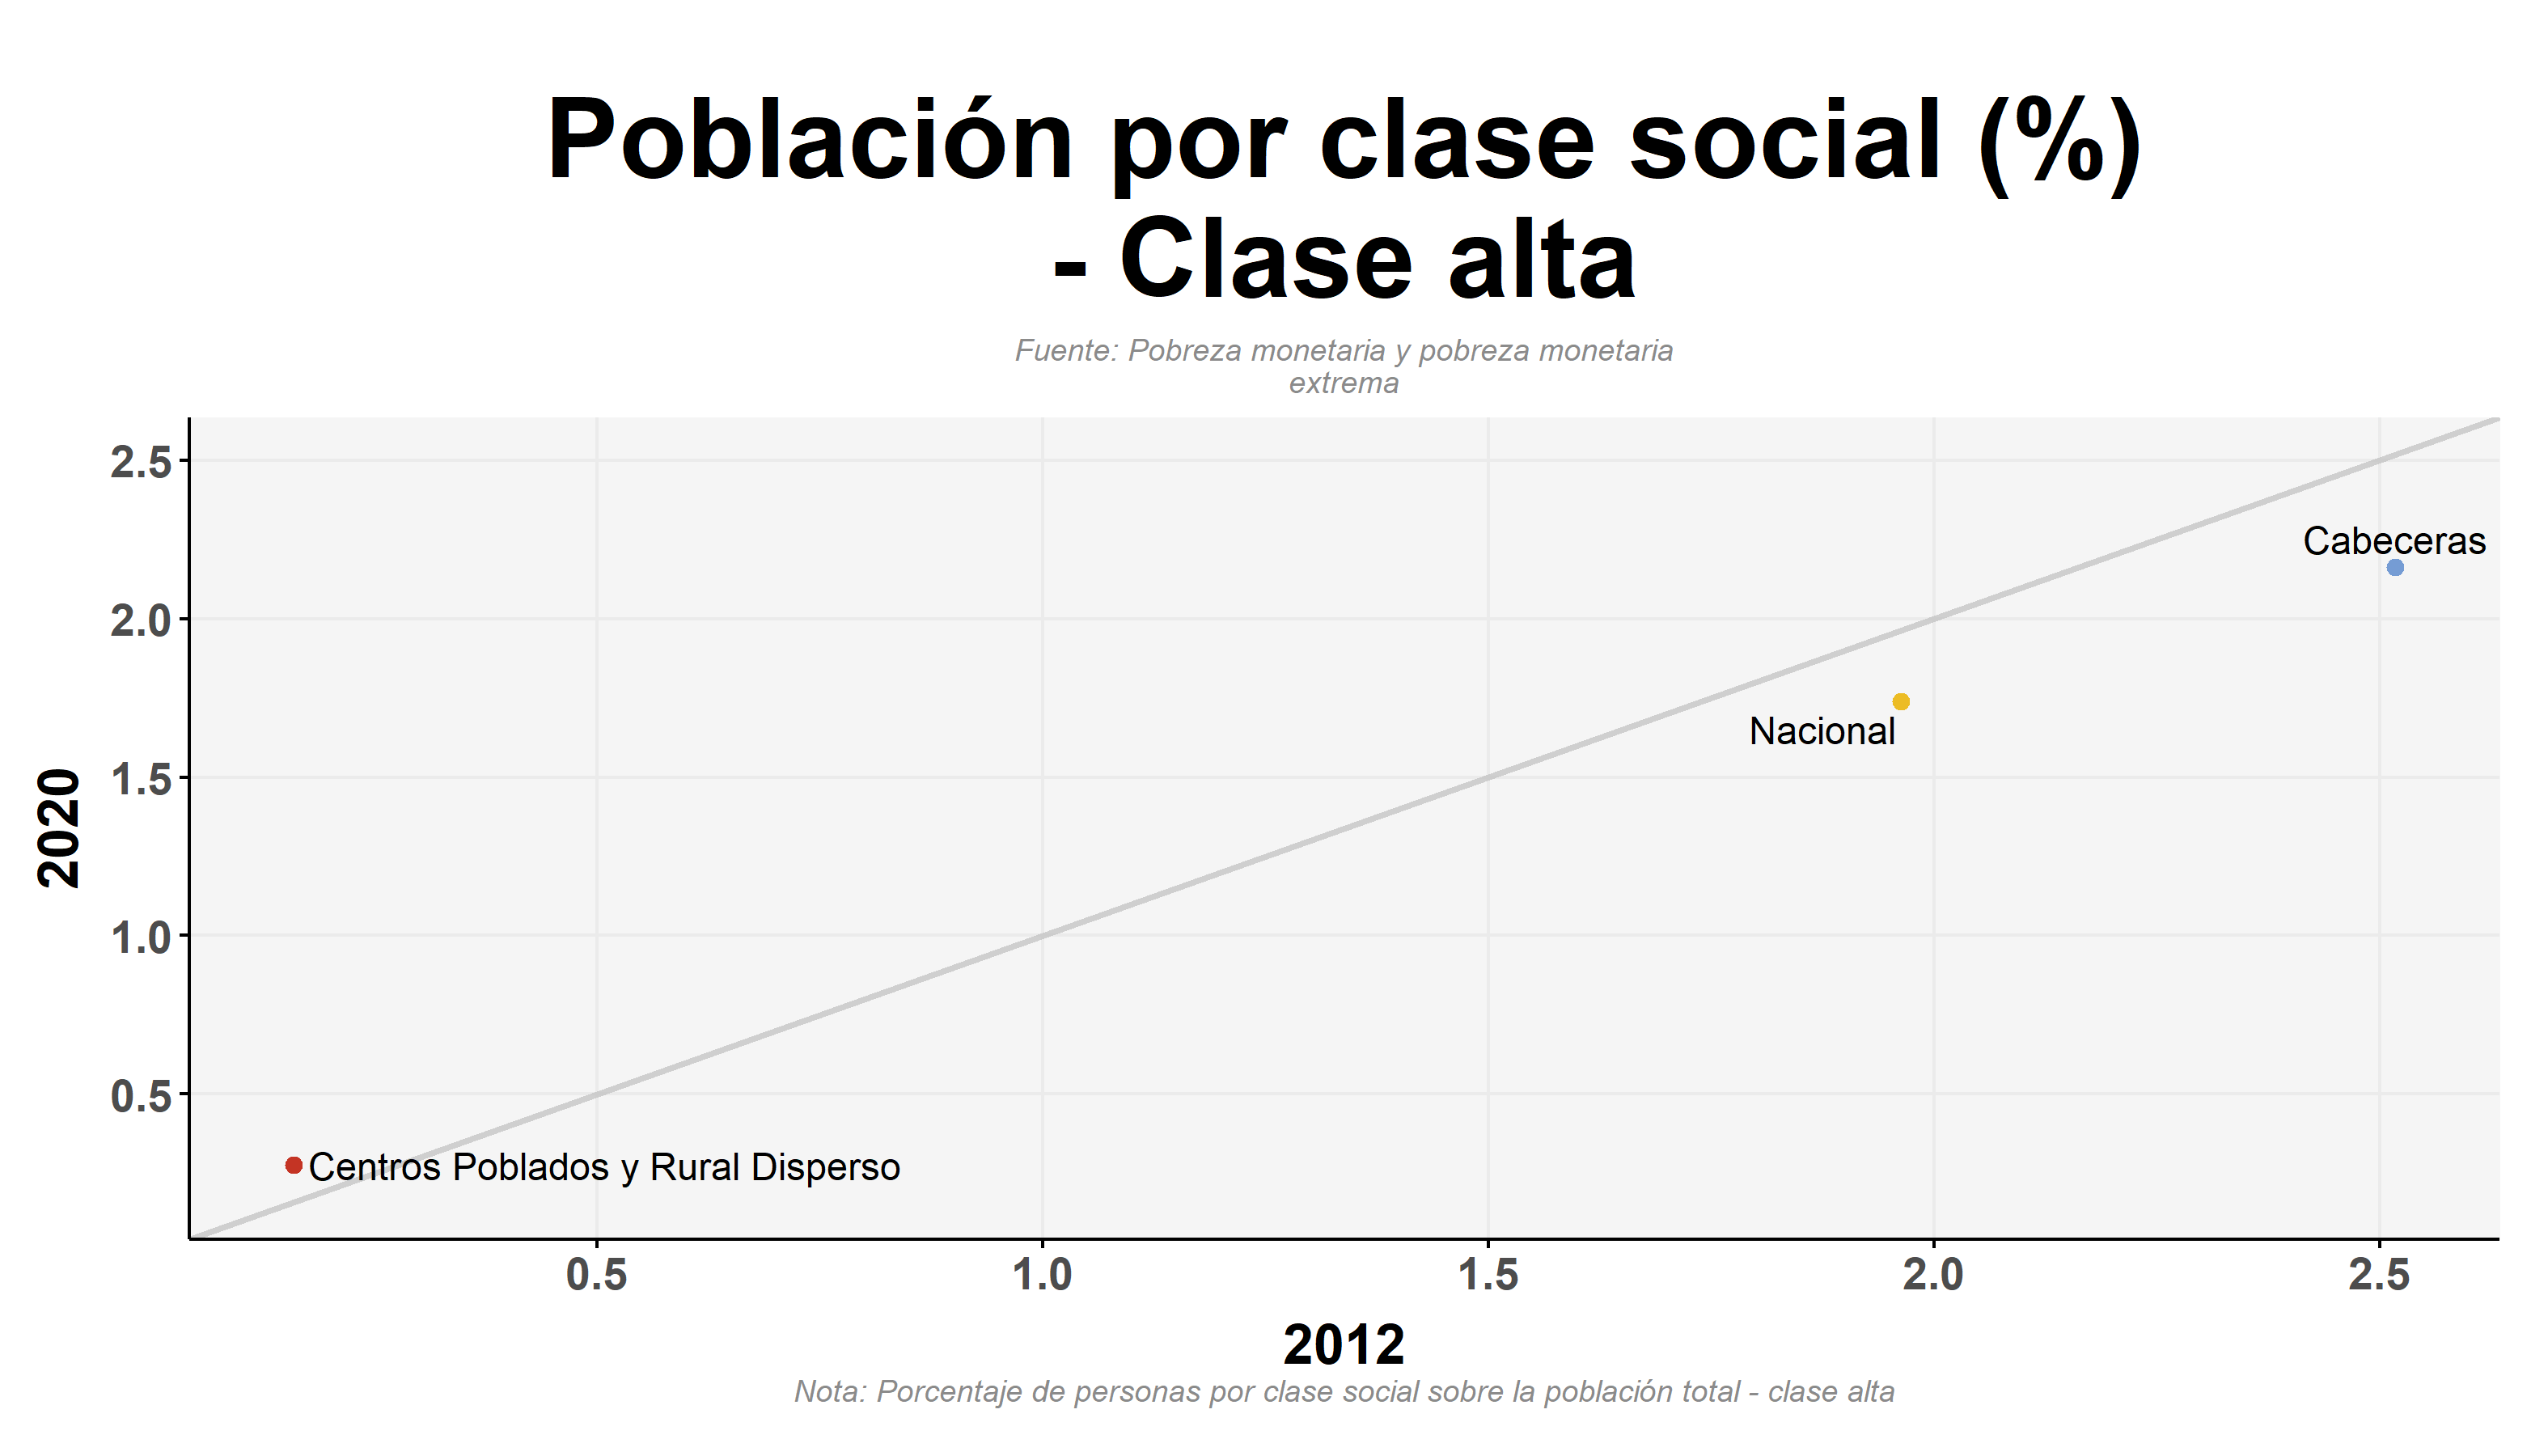 Población por clase social (%)
- Clase alta
Fuente: Pobreza monetaria y pobreza monetaria
extrema
2.5
2.0
1.5
1.0
0.5
2020
Cabeceras
Nacional
Centros Poblados y Rural Disperso
0.5
1.0
1.5
2.0
2.5
2012
Nota: Porcentaje de personas por clase social sobre la población total - clase alta